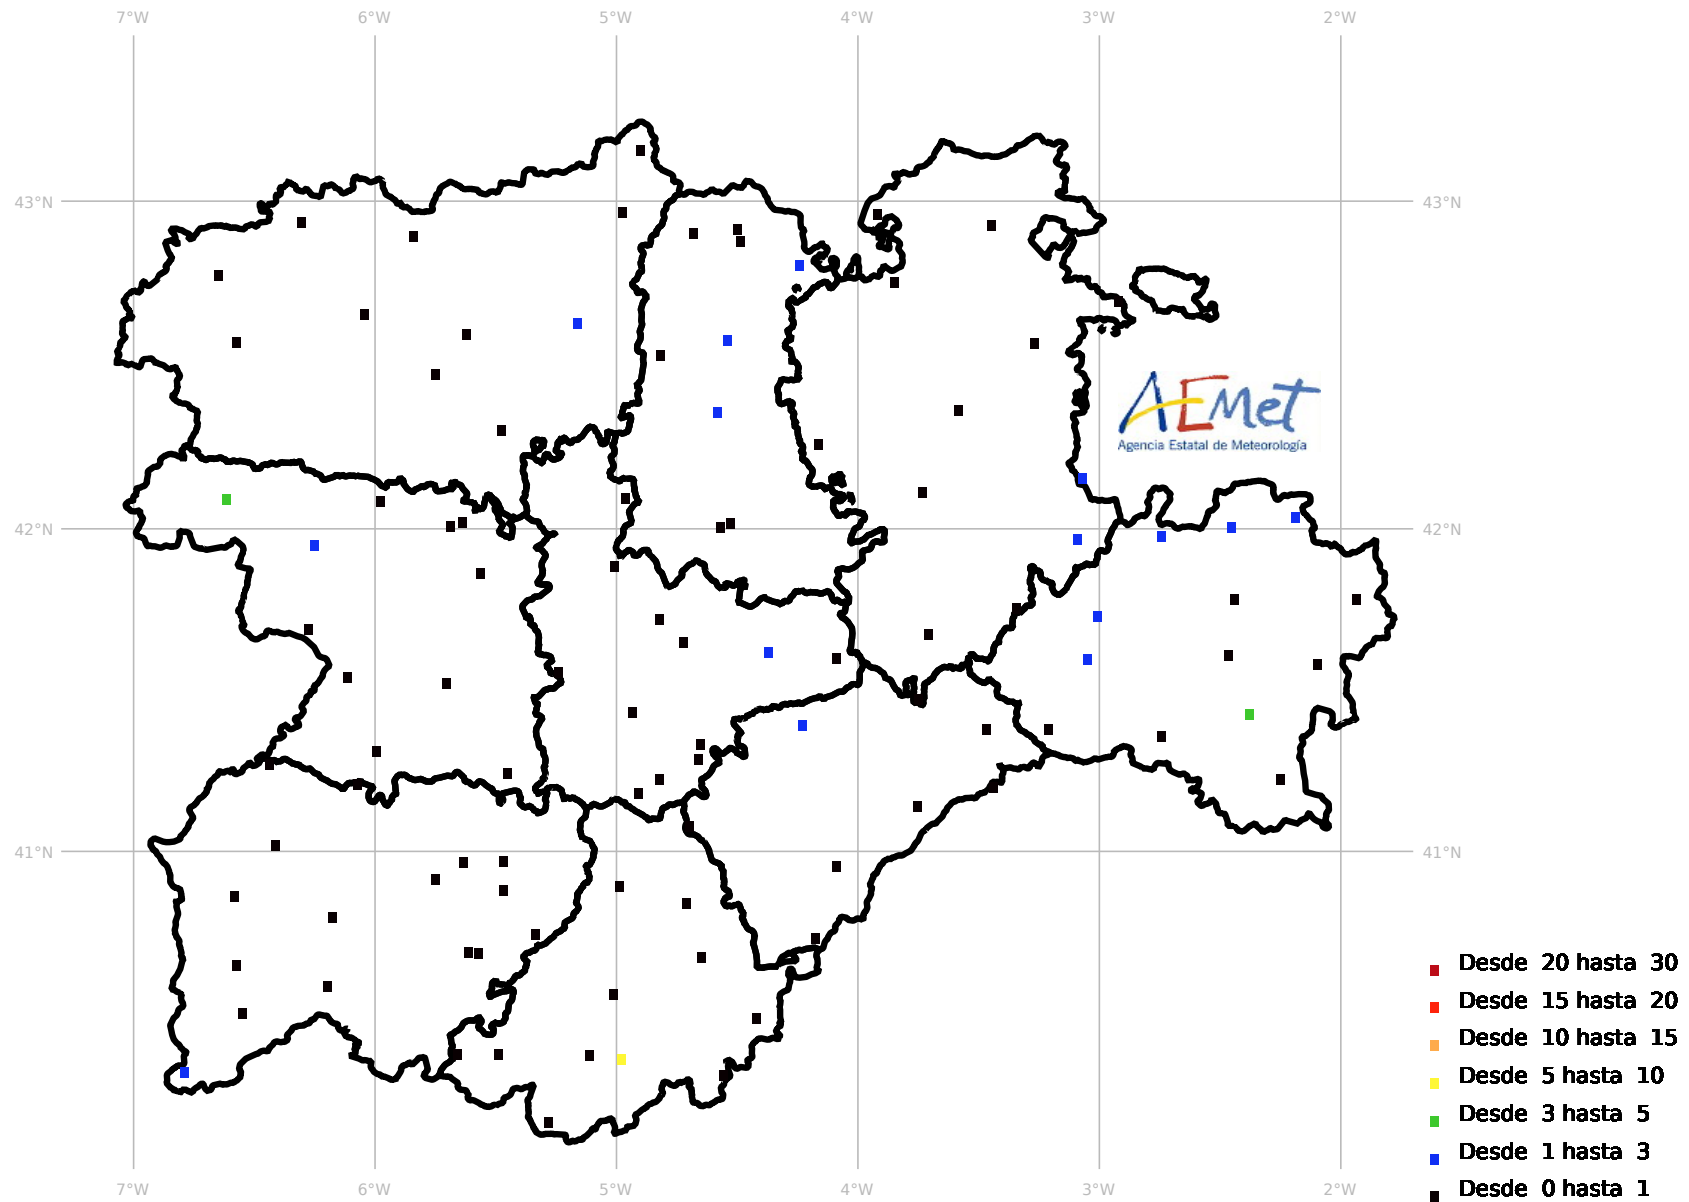 7°W 6°W 5°W 4°W 3°W 2°W
43°N 43°N
AEMet
Agencia Estatal de Meteorología
42°N 42°N
41°N 41°N
Desde 20 hasta 30
Desde 15 hasta 20
Desde 10 hasta 15
Desde 5 hasta 10
Desde 3 hasta 5
Desde 1 hasta 3
Desde 0 hasta 1
7°W 6°W 5°W 4°W 3°W 2°W